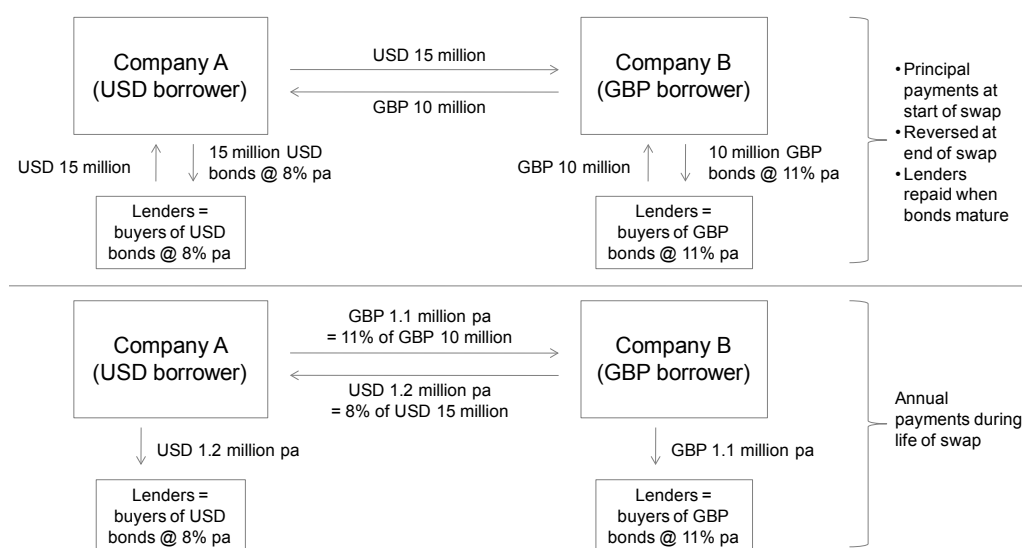 Company A
(USD borrower)
USD 15 million
GBP 10 million
Company B
(GBP borrower)
USD 15 million
15 million USD
bonds @ 8% pa
GBP 10 million
10 million GBP
bonds @ 11% pa
Lenders =
buyers of USD
bonds @ 8% pa
Lenders =
buyers of GBP
bonds @ 11% pa
• Principal
payments at
start of swap
• Reversed at
end of swap
• Lenders
repaid when
bonds mature
Company A
(USD borrower)
GBP 1.1 million pa
= 11% of GBP 10 million
USD 1.2 million pa
= 8% of USD 15 million
Company B
(GBP borrower)
USD 1.2 million pa
GBP 1.1 million pa
Lenders =
buyers of USD
bonds @ 8% pa
Lenders =
buyers of GBP
bonds @ 11% pa
Annual
payments during
life of swap